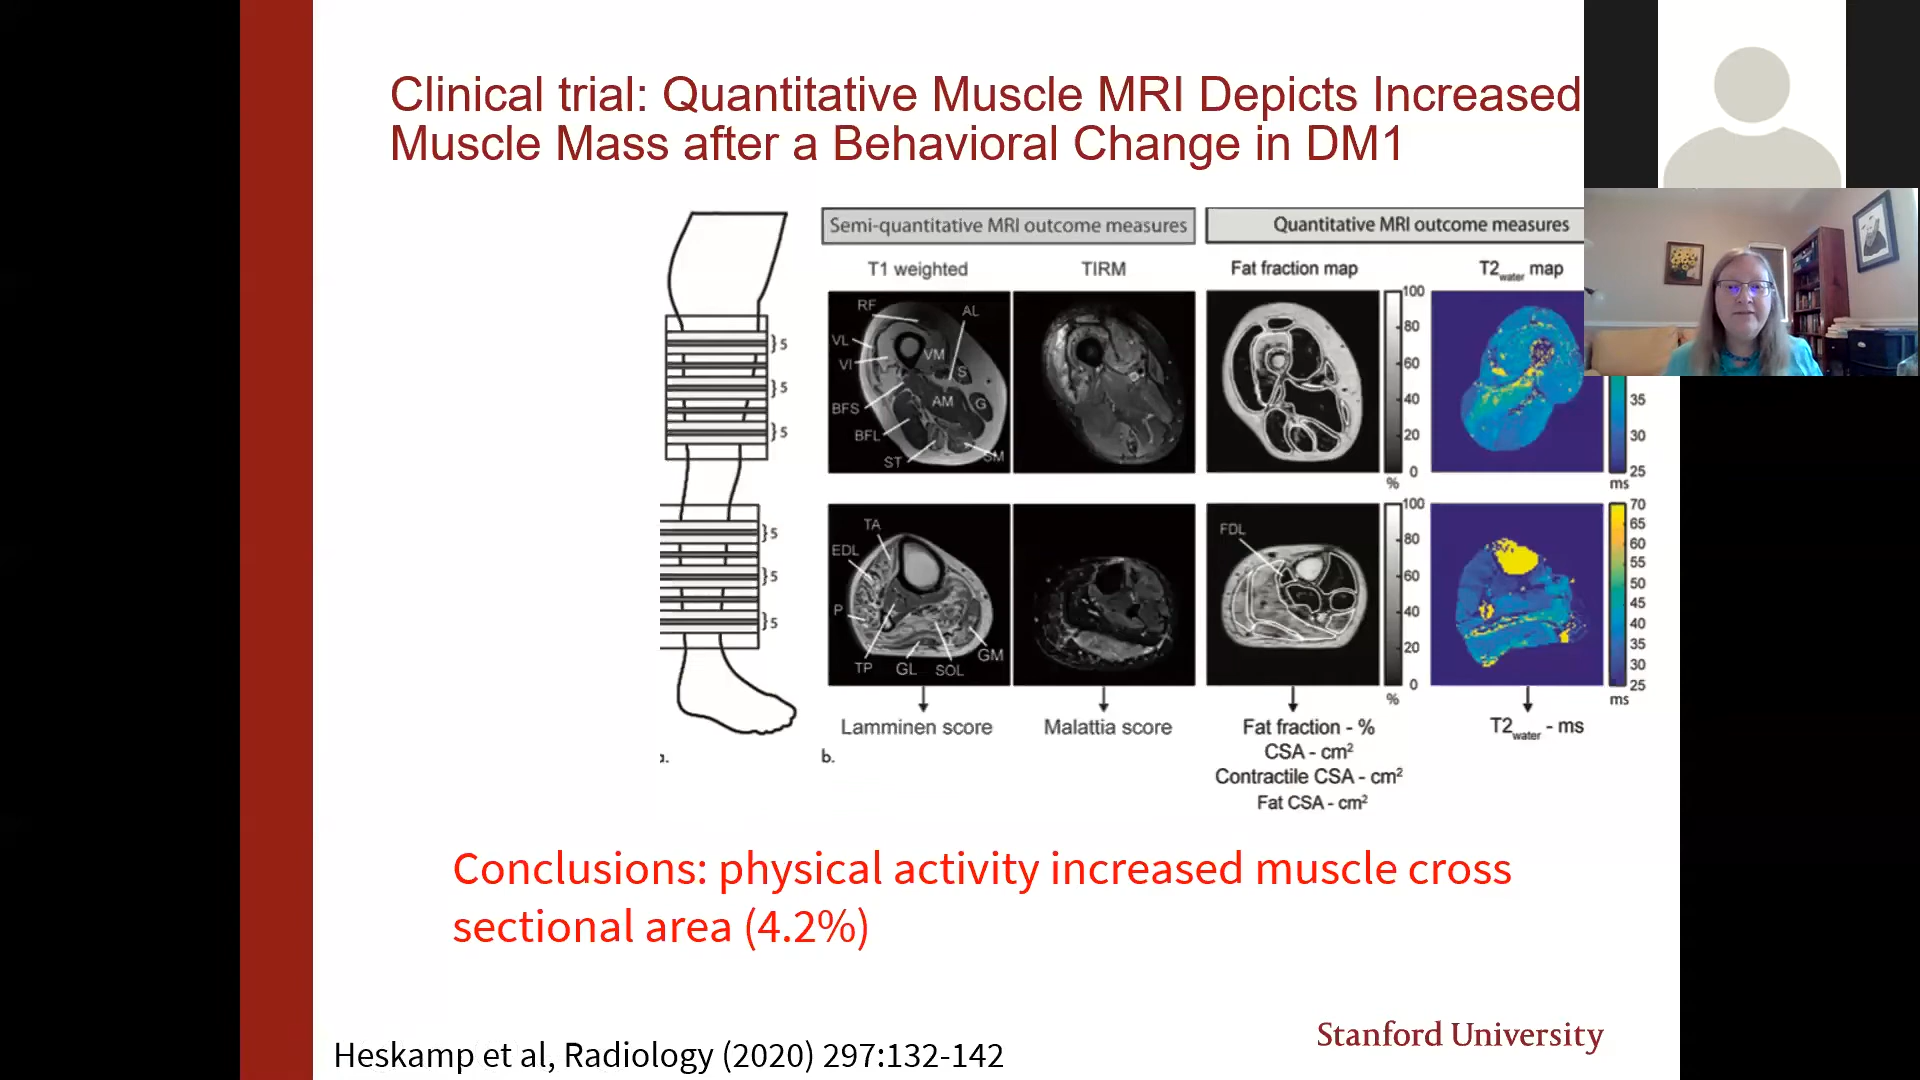 Clinical trial: Quantitative Muscle MRI Depicts Increased
Muscle Mass after a Behavioral Change in DM1
Semi-quantitative MRI outcome measures
Quantitative MRI outcome measures
T1 weighted
TIRM
Fat fraction map
T2water map
RF
AL
VL
VI
VM
S
BFS
AM
G
BFL
ST
SM
100
80
60
40
20
0
%
35
30
25
ms
}5
}5
}5
TA
EDL
P
TP
GL
SOL
GM
FDL
100
80
60
40
20
0
%
70
65
60
55
50
45
40
35
30
25
ms
}5
}5
}5
Lamminen score
Malattia score
Fat fraction - %
CSA - cm²
Contractile CSA - cm²
Fat CSA - cm²
T2water - ms
b.
Conclusions: physical activity increased muscle cross
sectional area (4.2%)
Stanford University
Heskamp et al, Radiology (2020) 297:132-142